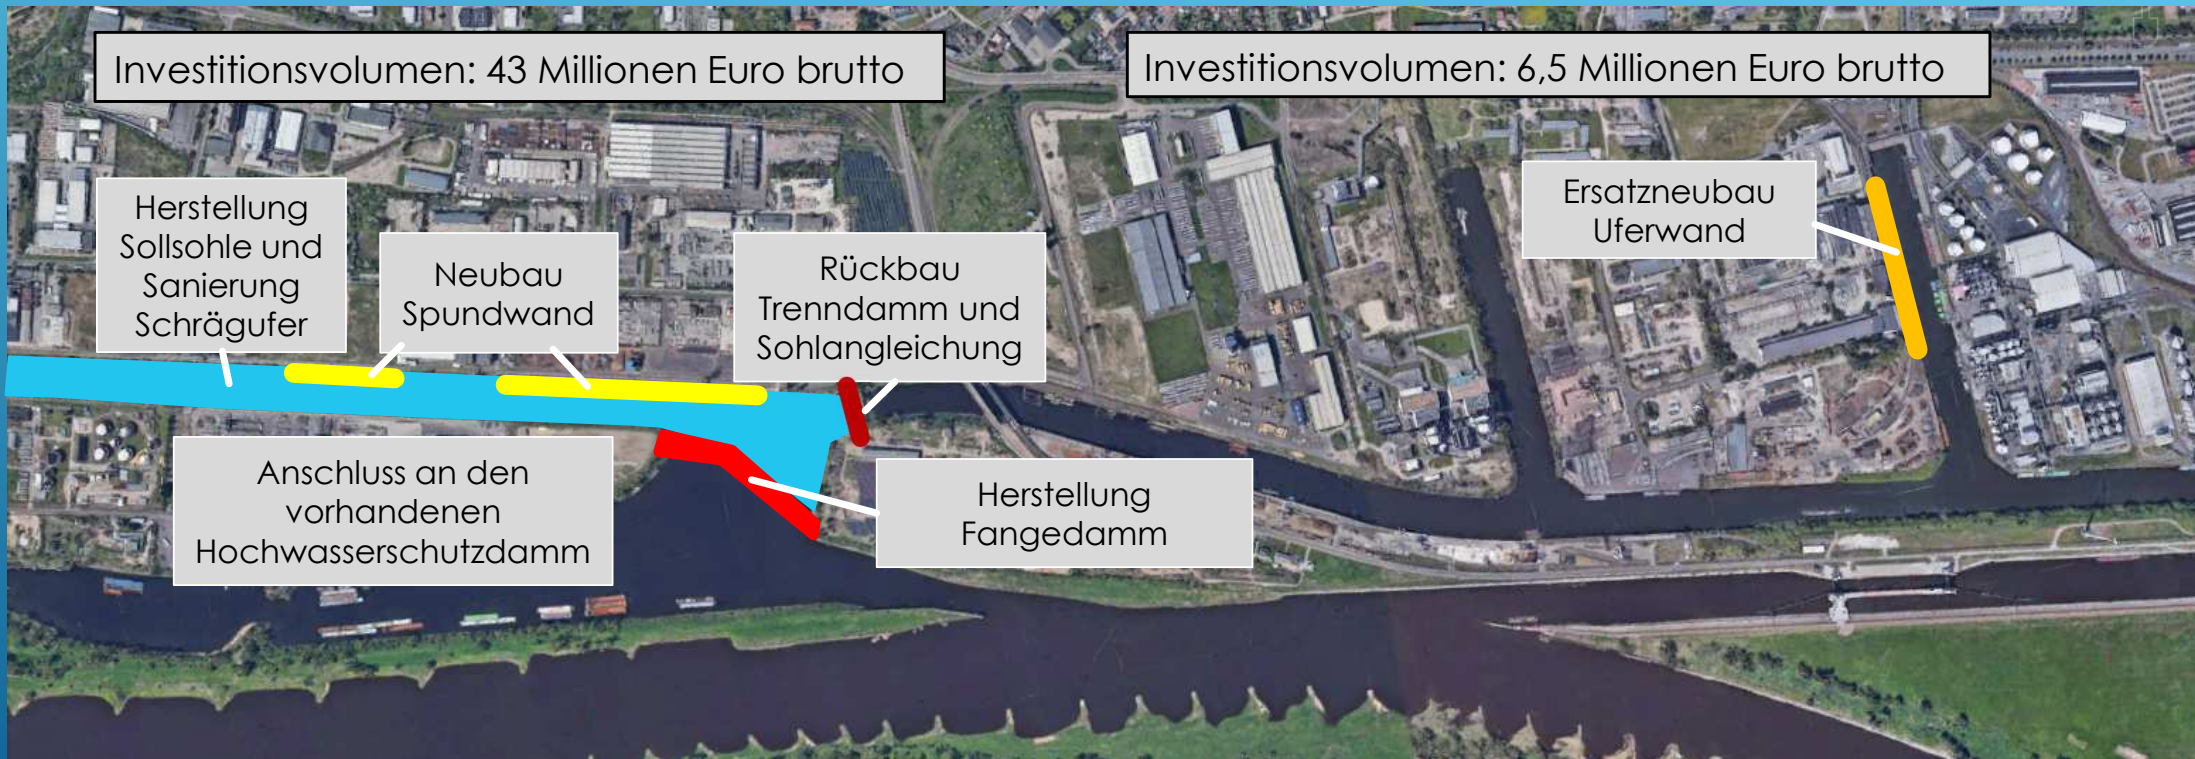 Investitionsvolumen: 43 Millionen Euro brutto
Investitionsvolumen: 6,5 Millionen Euro brutto
Herstellung
Sollsohle und
Sanierung
Schrägufer
Neubau
Spundwand
Rückbau
Trenndamm und
Sohlangleichung
Ersatzneubau
Uferwand
Anschluss an den
vorhandenen
Hochwasserschutzdamm
Herstellung
Fangedamm